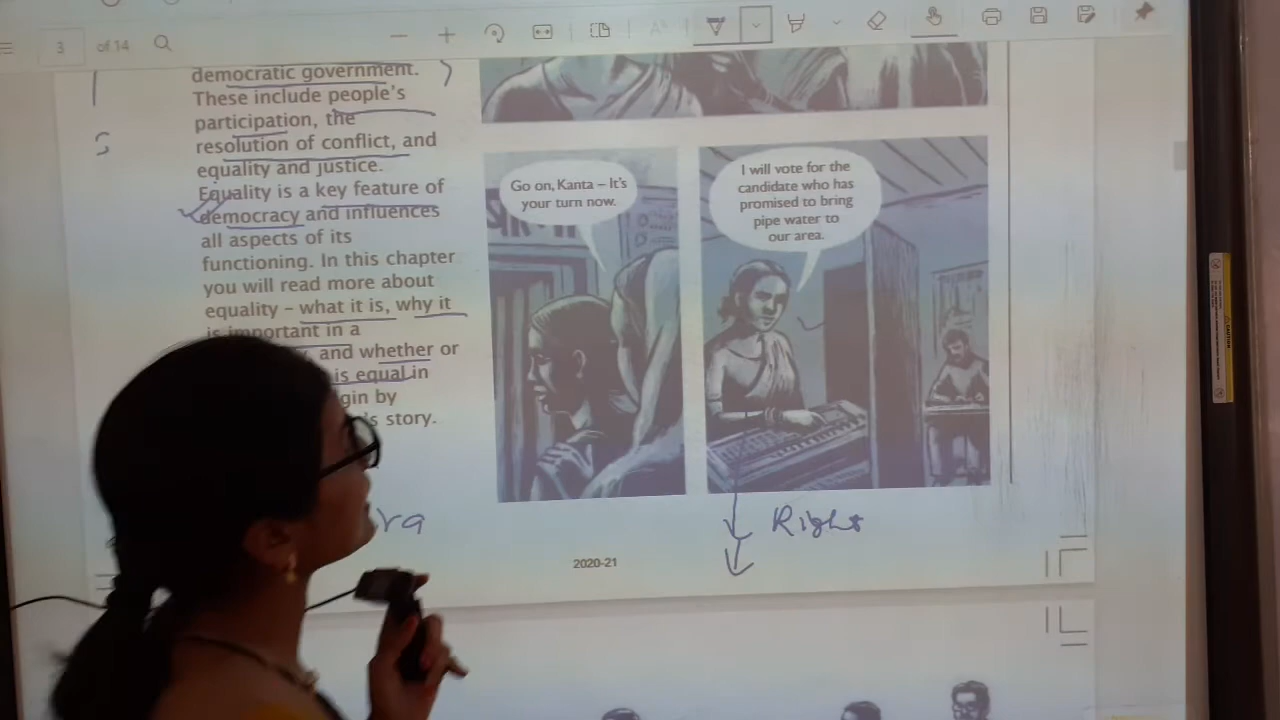 3 of 14
democratic government.
These include people's
participation, the
resolution of conflict, and
equality and justice.
Equality is a key feature of
democracy and influences
all aspects of its
functioning. In this chapter
you will read more about
equality – what it is, why it
is important in a
and whether or
is equal in
by
story.
Go on, Kanta – It's
your turn now.
I will vote for the
candidate who has
promised to bring
pipe water to
our area.
Right
2020-21